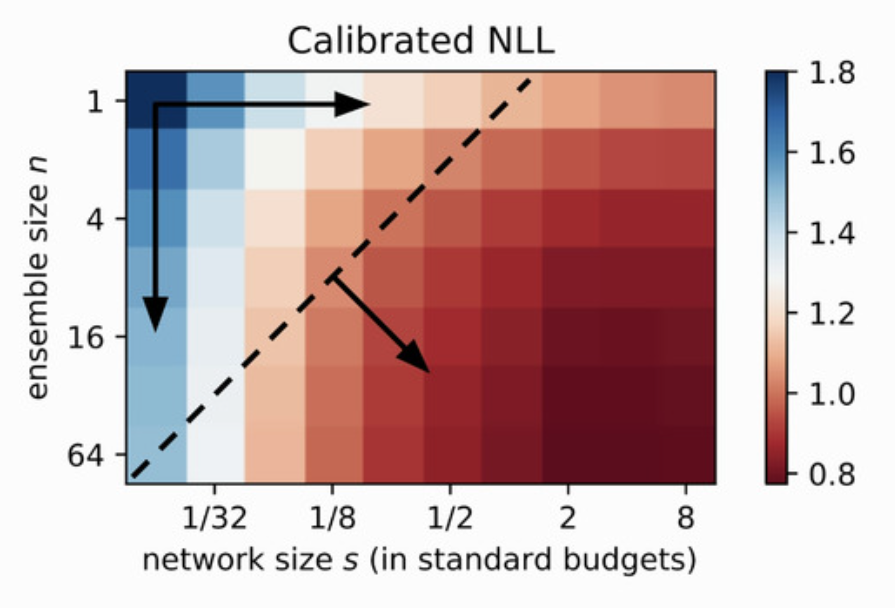 Calibrated NLL
ensemble size n
1
4
16
64
1/32 1/8 1/2 2 8
network size s (in standard budgets)
1.8
1.6
1.4
1.2
1.0
0.8